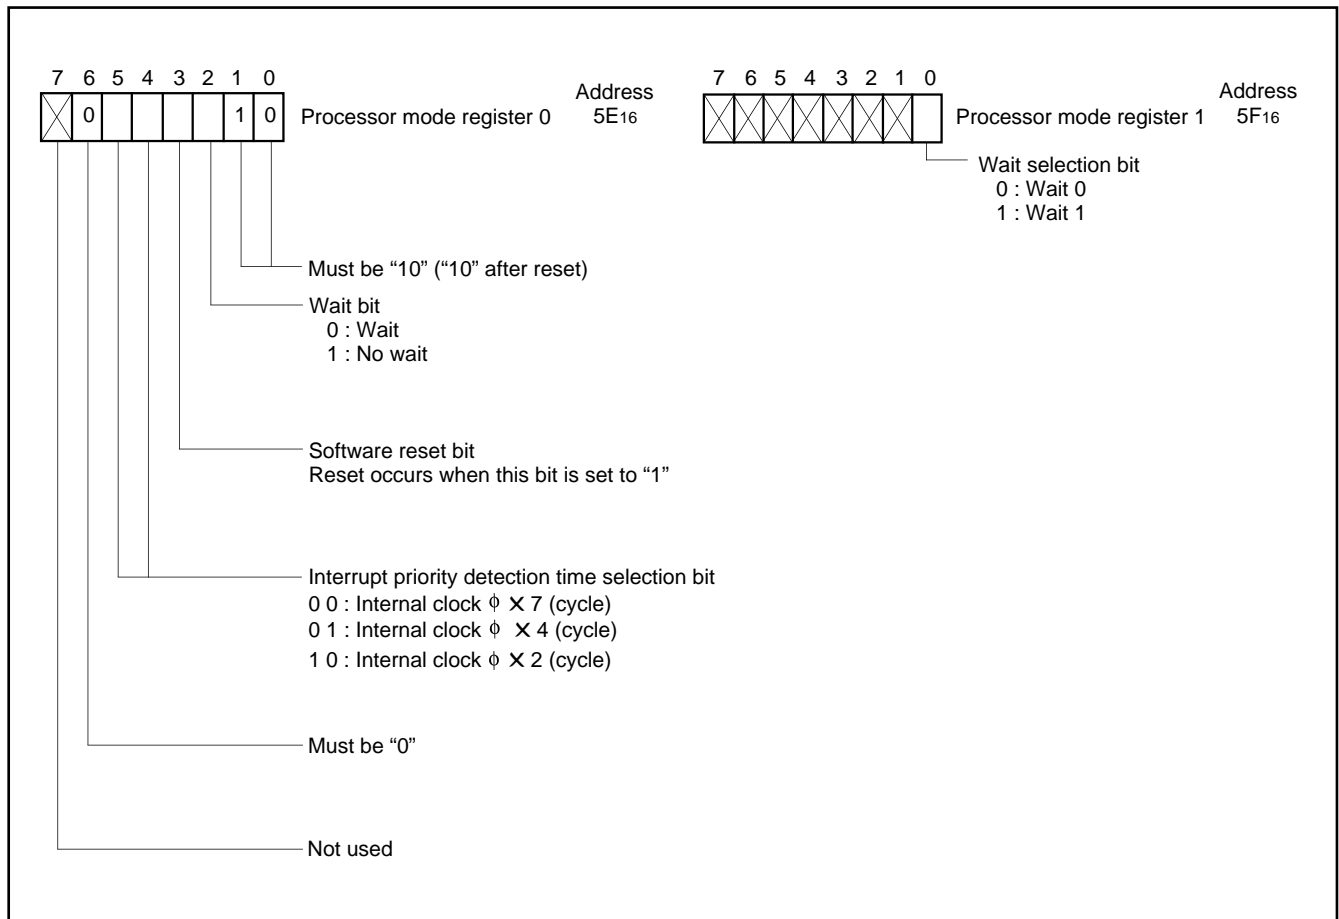 7 6 5 4 3 2 1 0
0 1 0
Processor mode register 0
Address
5E16
Must be “10” (“10” after reset)
Wait bit
0 : Wait
1 : No wait
Software reset bit
Reset occurs when this bit is set to “1”
Interrupt priority detection time selection bit
0 0 : Internal clock ϕ × 7 (cycle)
0 1 : Internal clock ϕ × 4 (cycle)
1 0 : Internal clock ϕ × 2 (cycle)
Must be “0”
Not used
7 6 5 4 3 2 1 0
Processor mode register 1
Address
5F16
Wait selection bit
0 : Wait 0
1 : Wait 1